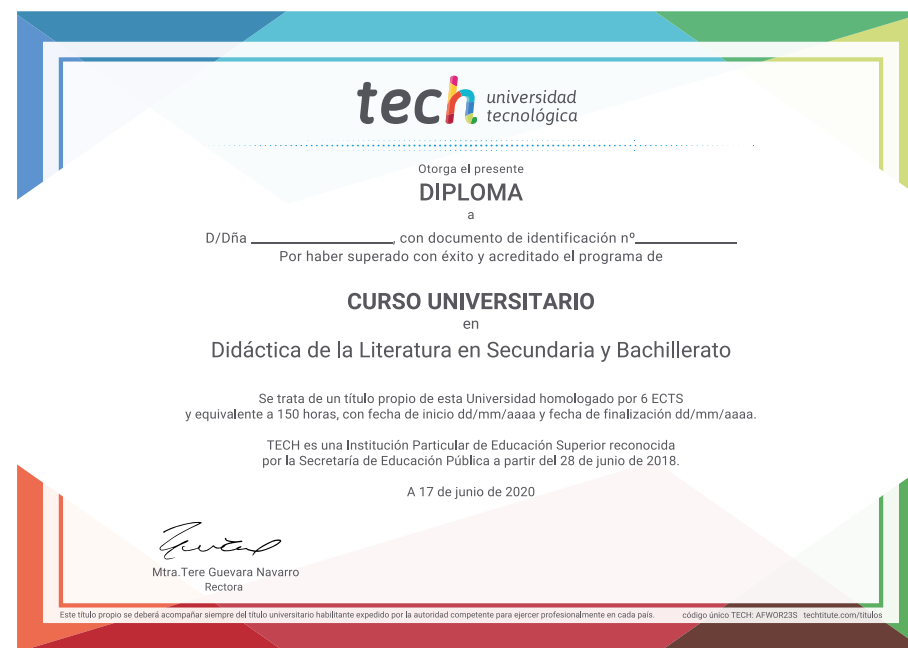 tech universidad
tecnológica
Otorga el presente
DIPLOMA
a
D/Dña ____________________, con documento de identificación nº______________
Por haber superado con éxito y acreditado el programa de
CURSO UNIVERSITARIO
en
Didáctica de la Literatura en Secundaria y Bachillerato
Se trata de un título propio de esta Universidad homologado por 6 ECTS
y equivalente a 150 horas, con fecha de inicio dd/mm/aaaa y fecha de finalización dd/mm/aaaa.
TECH es una Institución Particular de Educación Superior reconocida
por la Secretaría de Educación Pública a partir del 28 de junio de 2018.
A 17 de junio de 2020
Mtra.Tere Guevara Navarro
Rectora
Este título propio se deberá acompañar siempre del título universitario habilitante expedido por la autoridad competente para ejercer profesionalmente en cada país. código único TECH: AFWOR23S techtitute.com/titulos